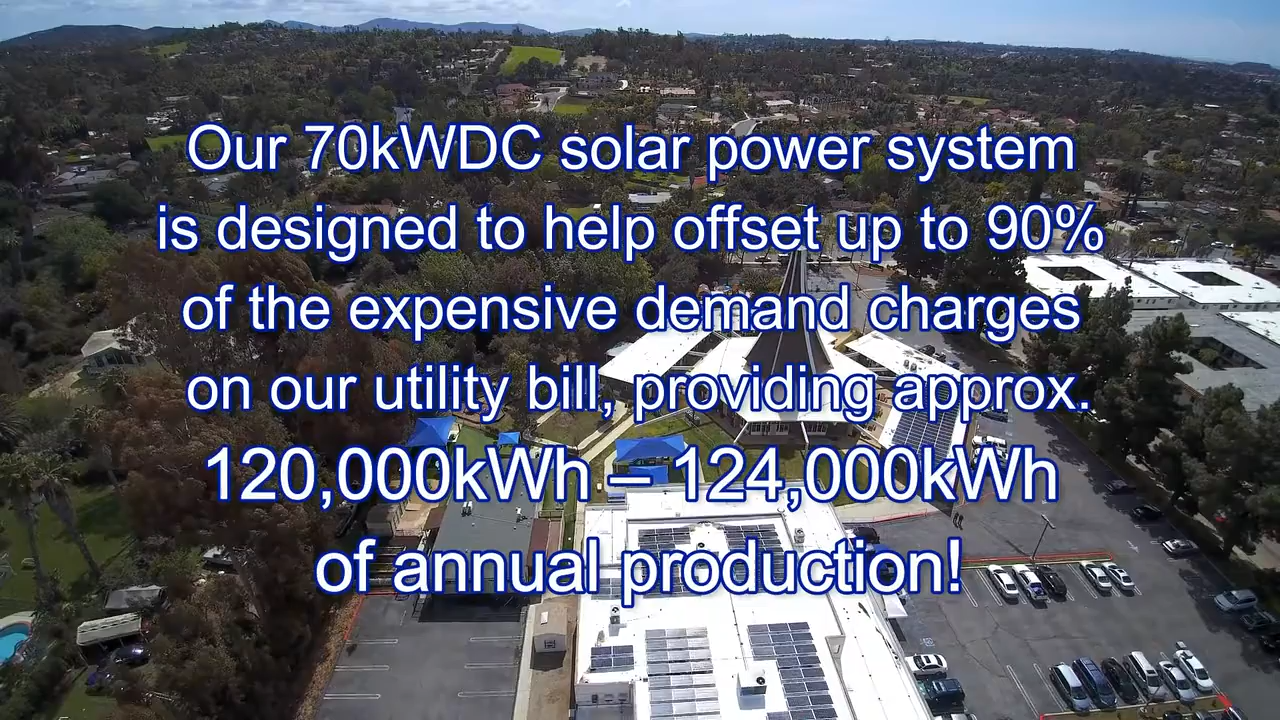 Our 70kWDC solar power system
is designed to help offset up to 90%
of the expensive demand charges
on our utility bill, providing approx.
120,000kWh – 124,000kWh
of annual production!